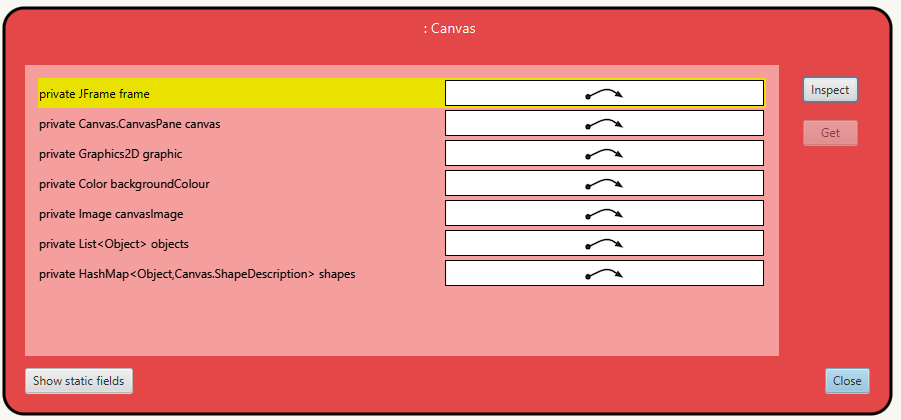 : Canvas
private JFrame frame
Inspect
private Canvas.CanvasPane canvas
Get
private Graphics2D graphic
private Color backgroundColour
private Image canvasImage
private List<Object> objects
private HashMap<Object,Canvas.ShapeDescription> shapes
Show static fields
Close